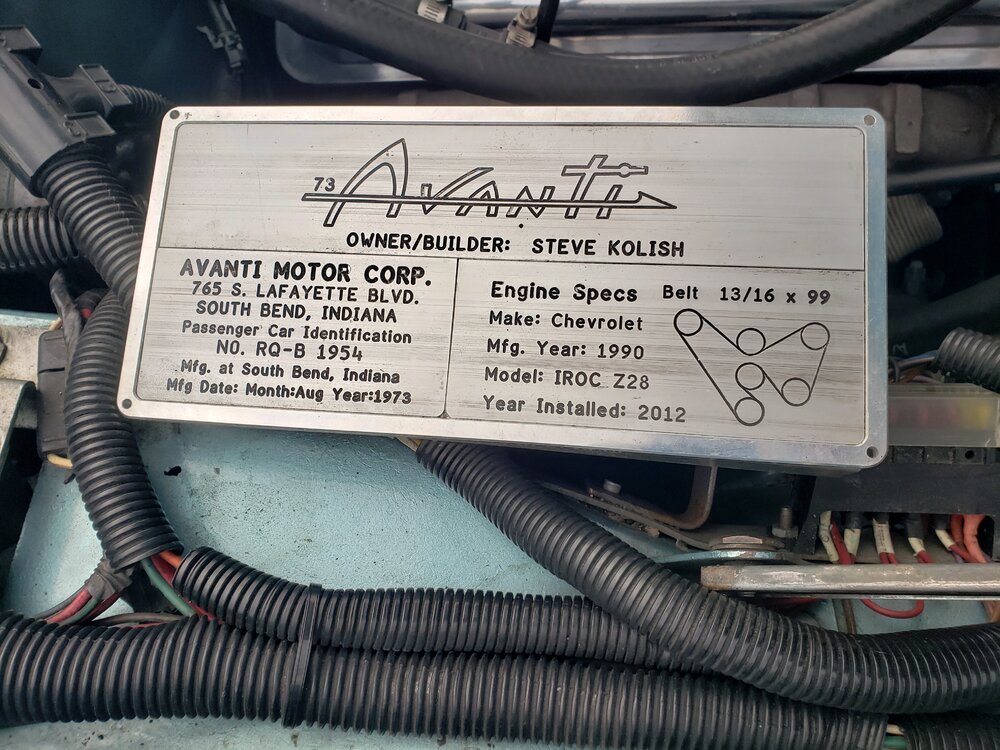 73 AVANTI
OWNER/BUILDER: STEVE KOLISH
AVANTI MOTOR CORP.
765 S. LAFAYETTE BLVD.
SOUTH BEND, INDIANA
Passenger Car Identification
NO. RQ-B 1954
Mfg. at South Bend, Indiana
Mfg Date: Month:Aug Year:1973
Engine Specs Belt 13/16 x 99
Make: Chevrolet
Mfg. Year: 1990
Model: IROC Z28
Year Installed: 2012